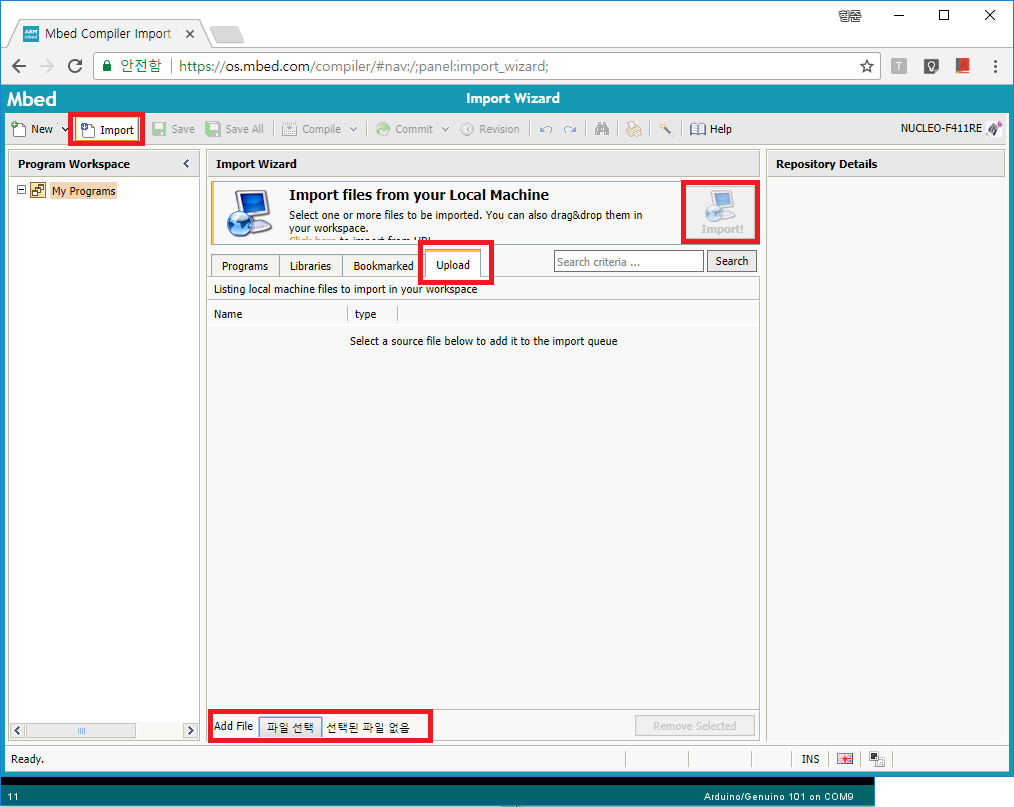 형준
ARM mbed Mbed Compiler Import
안전함 https://os.mbed.com/compiler/#nav:/;panel:import_wizard;
T
Mbed Import Wizard
New Import Save Save All Compile Commit Revision Help NUCLEO-F411RE
Program Workspace
My Programs
Import Wizard
Import files from your Local Machine
Select one or more files to be imported. You can also drag&drop them in
your workspace.
Click here to import from URL
Import!
Programs Libraries Bookmarked Upload Search criteria ... Search
Listing local machine files to import in your workspace
Name type
Select a source file below to add it to the import queue
Add File 파일 선택 선택된 파일 없음 Remove Selected
Repository Details
Ready. INS
11 Arduino/Genuino 101 on COM9